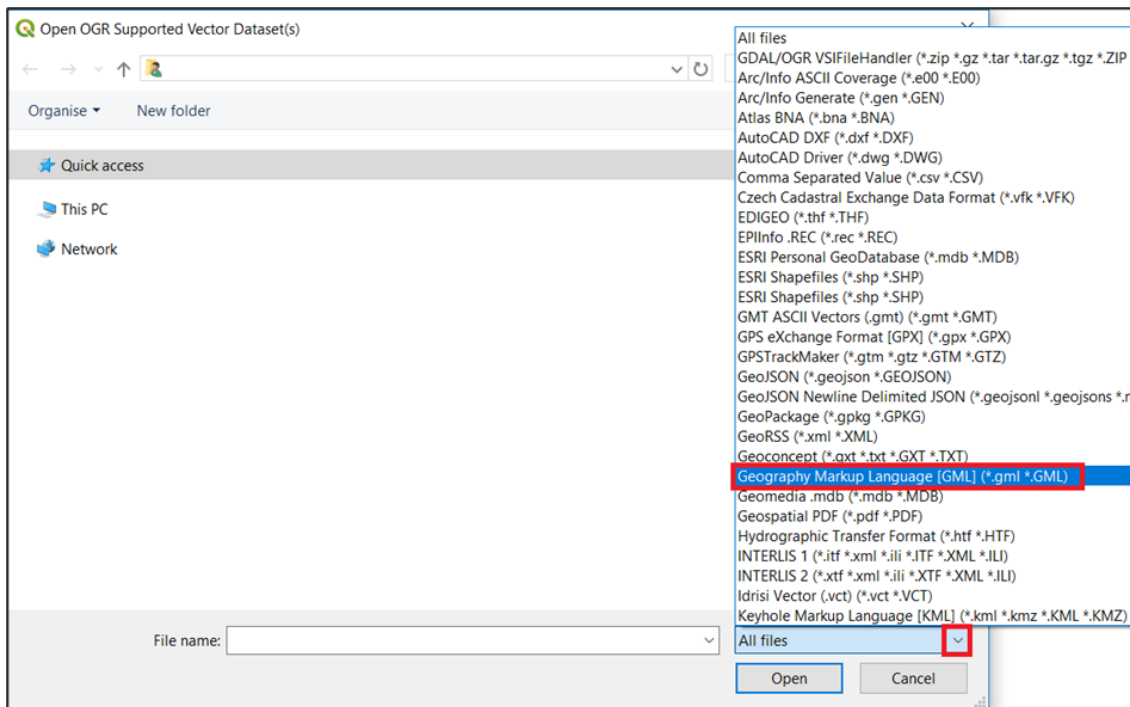 Open OGR Supported Vector Dataset(s)
Organise
New folder
Quick access
This PC
Network
All files
GDAL/OGR VSIFileHandler (*.zip *.gz *.tar *.tar.gz *.tgz *.ZIP
Arc/Info ASCII Coverage (*.e00 *.E00)
Arc/Info Generate (*.gen *.GEN)
Atlas BNA (*.bna *.BNA)
AutoCAD DXF (*.dxf *.DXF)
AutoCAD Driver (*.dwg *.DWG)
Comma Separated Value (*.csv *.CSV)
Czech Cadastral Exchange Data Format (*.vfk *.VFK)
EDIGEO (*.thf *.THF)
EPIInfo .REC (*.rec *.REC)
ESRI Personal GeoDatabase (*.mdb *.MDB)
ESRI Shapefiles (*.shp *.SHP)
ESRI Shapefiles (*.shp *.SHP)
GMT ASCII Vectors (.gmt) (*.gmt *.GMT)
GPS eXchange Format [GPX] (*.gpx *.GPX)
GPSTrackMaker (*.gtm *.gtz *.GTM *.GTZ)
GeoJSON (*.geojson *.GEOJSON)
GeoJSON Newline Delimited JSON (*.geojsonl *.geojsons *.n
GeoPackage (*.gpkg *.GPKG)
GeoRSS (*.xml *.XML)
Geoconcept (*.gxt *.txt *.GXT *.TXT)
Geography Markup Language [GML] (*.gml *.GML)
Geomedia .mdb (*.mdb *.MDB)
Geospatial PDF (*.pdf *.PDF)
Hydrographic Transfer Format (*.htf *.HTF)
INTERLIS 1 (*.itf *.xml *.ili *.ITF *.XML *.ILI)
INTERLIS 2 (*.xtf *.xml *.ili *.XTF *.XML *.ILI)
Idrisi Vector (.vct) (*.vct *.VCT)
Keyhole Markup Language [KML] (*.kml *.kmz *.KML *.KMZ)
File name:
All files
Open
Cancel